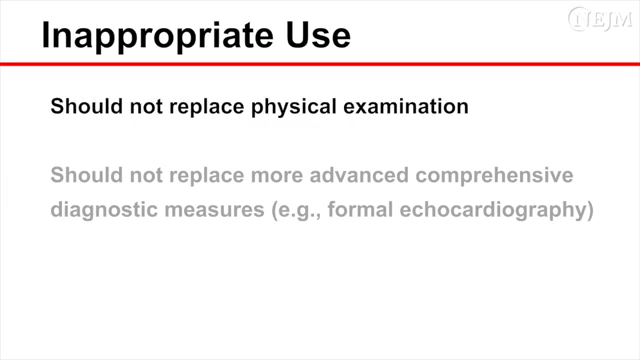 NEJM
Inappropriate Use
Should not replace physical examination
Should not replace more advanced comprehensive
diagnostic measures (e.g., formal echocardiography)